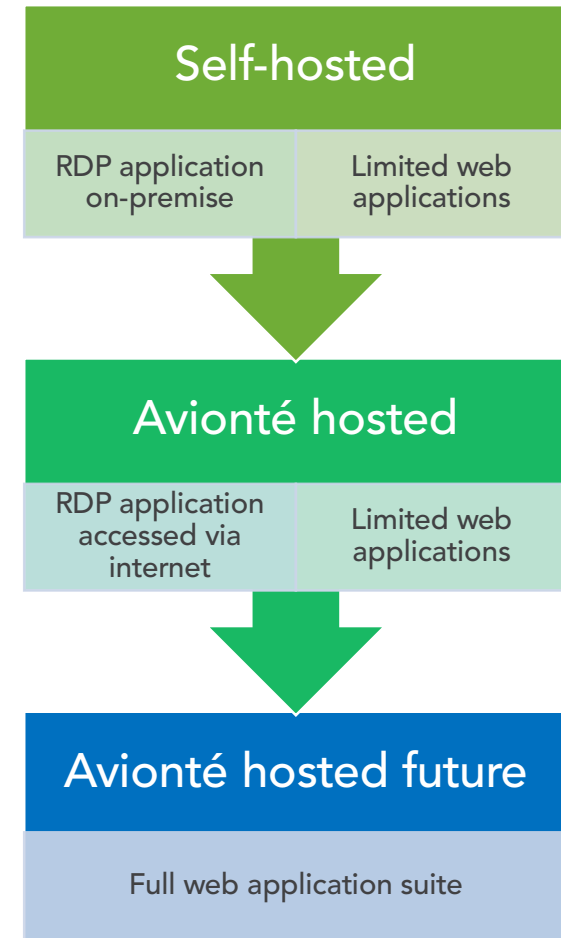 Self-hosted
RDP application
on-premise
Limited web
applications
Avionté hosted
RDP application
accessed via
internet
Limited web
applications
Avionté hosted future
Full web application suite